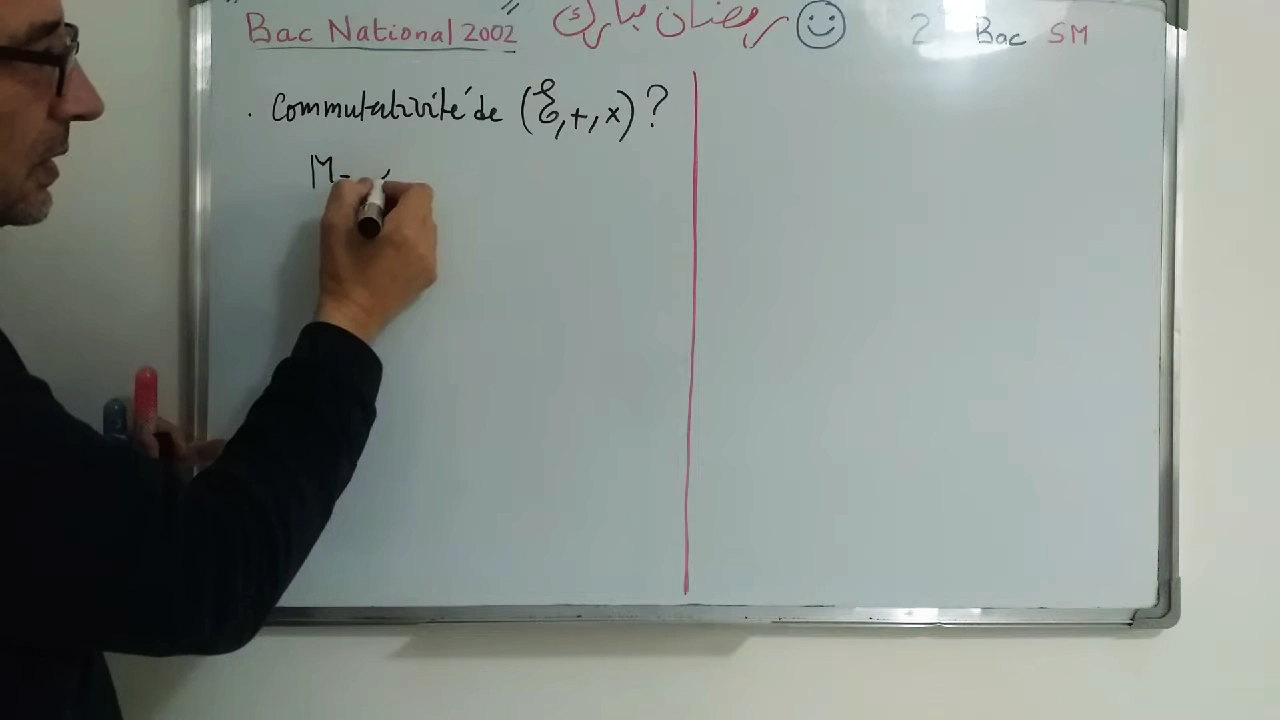 "Bac National 2002" رمضان مبارك 2 Bac SM
. Commutativité de (E,+,x)?
M=